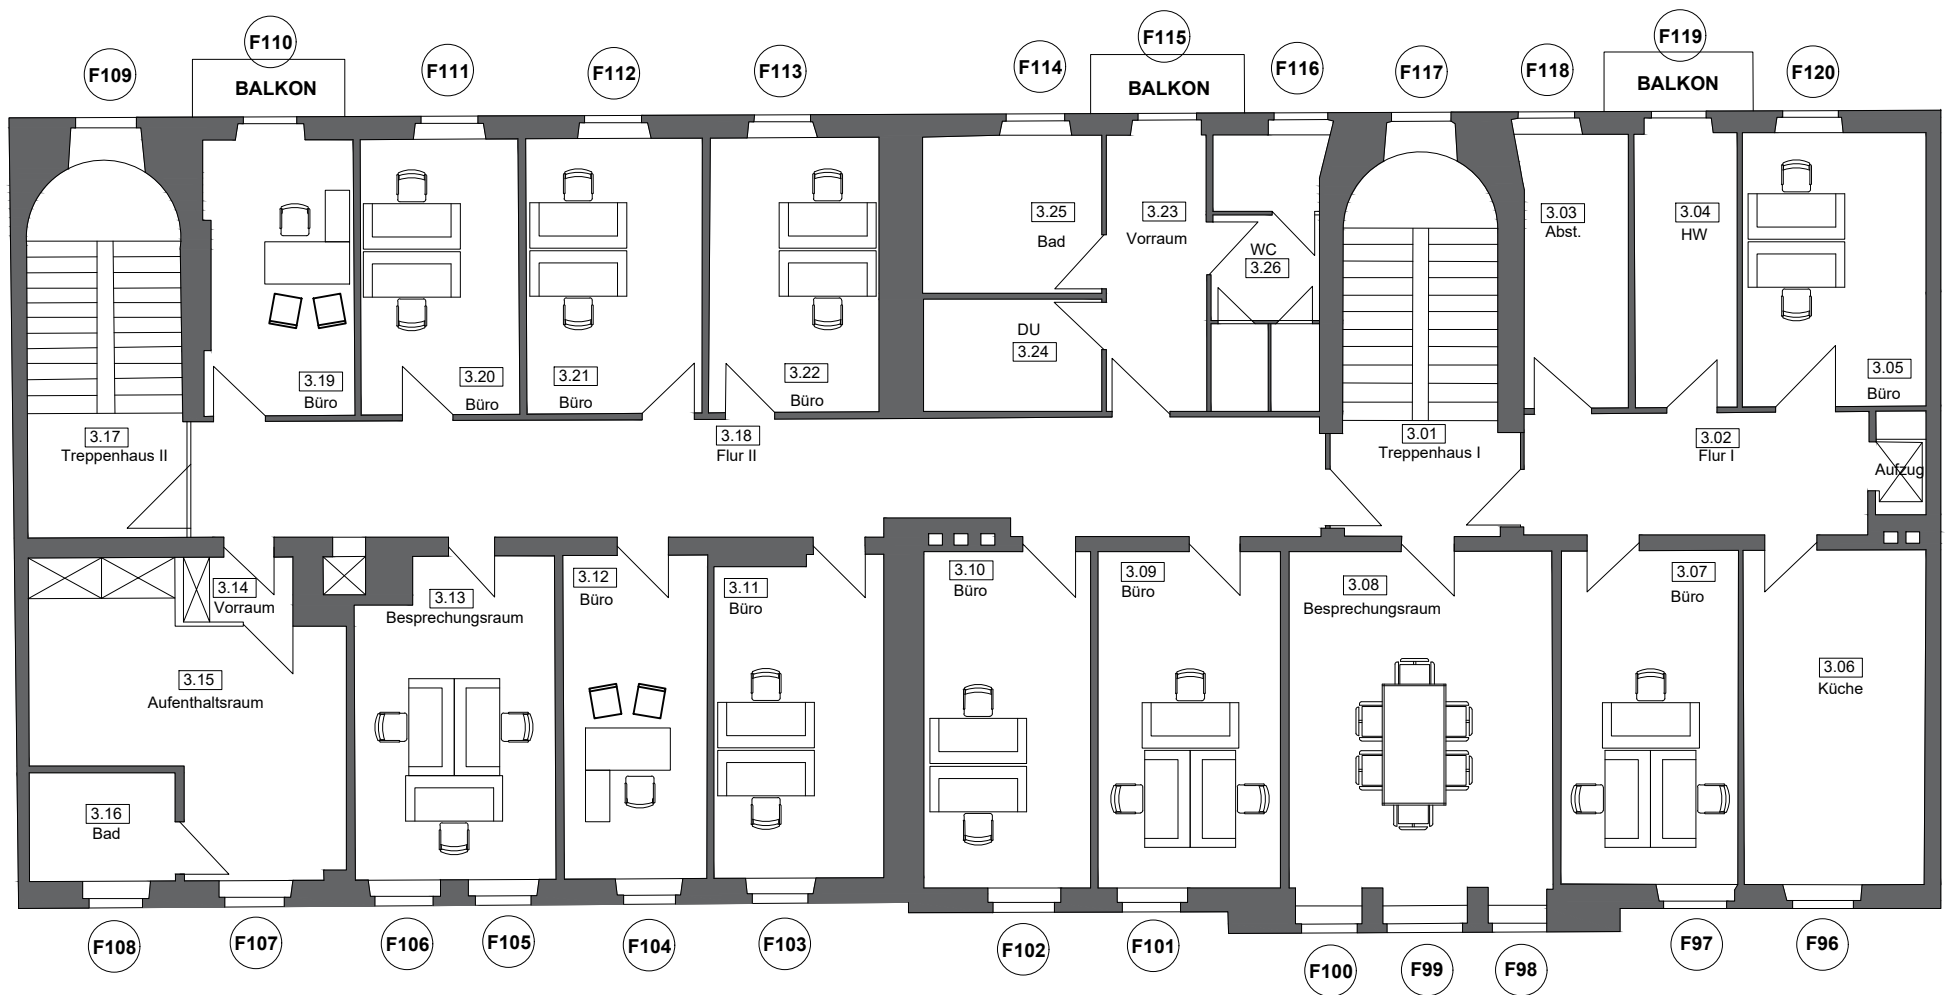 F109
F110
BALKON
F111
F112
F113
F114
F115
BALKON
F116
F117
F118
F119
BALKON
F120
3.19
Büro
3.20
Büro
3.21
Büro
3.22
Büro
3.25
Bad
3.23
Vorraum
WC
3.26
DU
3.24
3.03
Abst.
3.04
HW
3.05
Büro
3.17
Treppenhaus II
3.18
Flur II
3.01
Treppenhaus I
3.02
Flur I
Aufzug
3.14
Vorraum
3.13
Besprechungsraum
3.12
Büro
3.11
Büro
3.10
Büro
3.09
Büro
3.08
Besprechungsraum
3.07
Büro
3.06
Küche
3.15
Aufenthaltsraum
3.16
Bad
F108
F107
F106
F105
F104
F103
F102
F101
F100
F99
F98
F97
F96